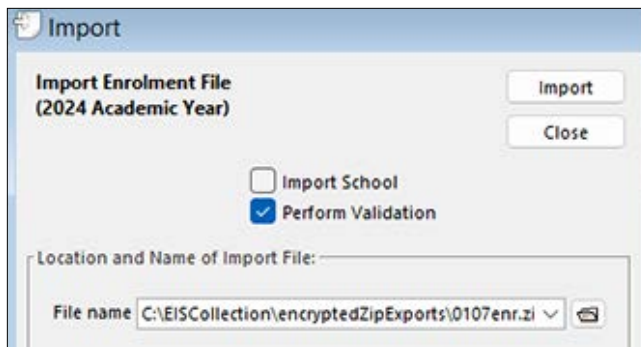 Import
Import Enrolment File
(2024 Academic Year)
Import
Close
Import School
Perform Validation
Location and Name of Import File:
File name C:\EISCollection\encryptedZipExports\0107enr.zi